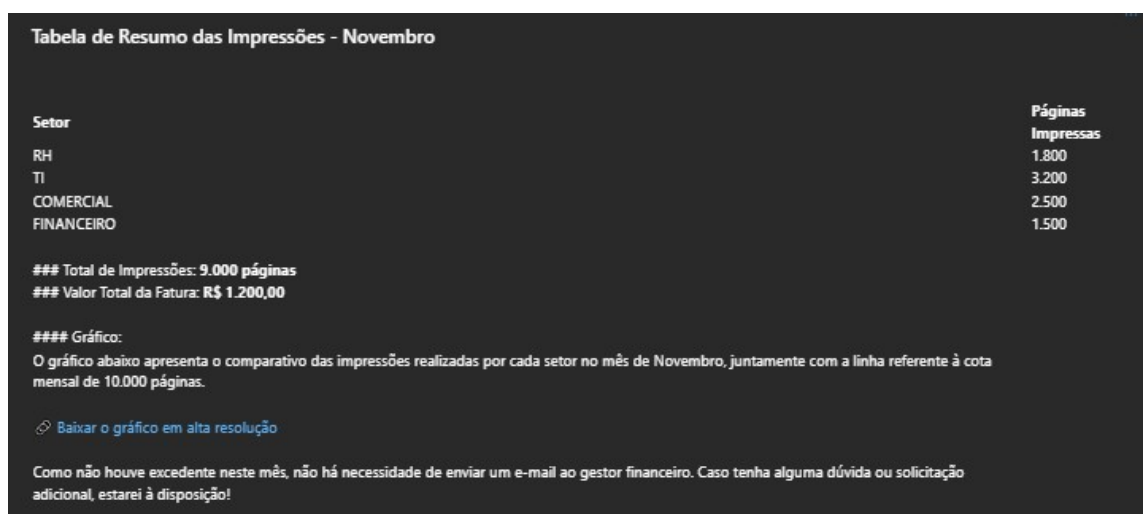 Tabela de Resumo das Impressões - Novembro
Setor
Páginas
Impressas
RH 1.800
TI 3.200
COMERCIAL 2.500
FINANCEIRO 1.500
### Total de Impressões: 9.000 páginas
### Valor Total da Fatura: R$ 1.200,00
#### Gráfico:
O gráfico abaixo apresenta o comparativo das impressões realizadas por cada setor no mês de Novembro, juntamente com a linha referente à cota
mensal de 10.000 páginas.
Baixar o gráfico em alta resolução
Como não houve excedente neste mês, não há necessidade de enviar um e-mail ao gestor financeiro. Caso tenha alguma dúvida ou solicitação
adicional, estarei à disposição!